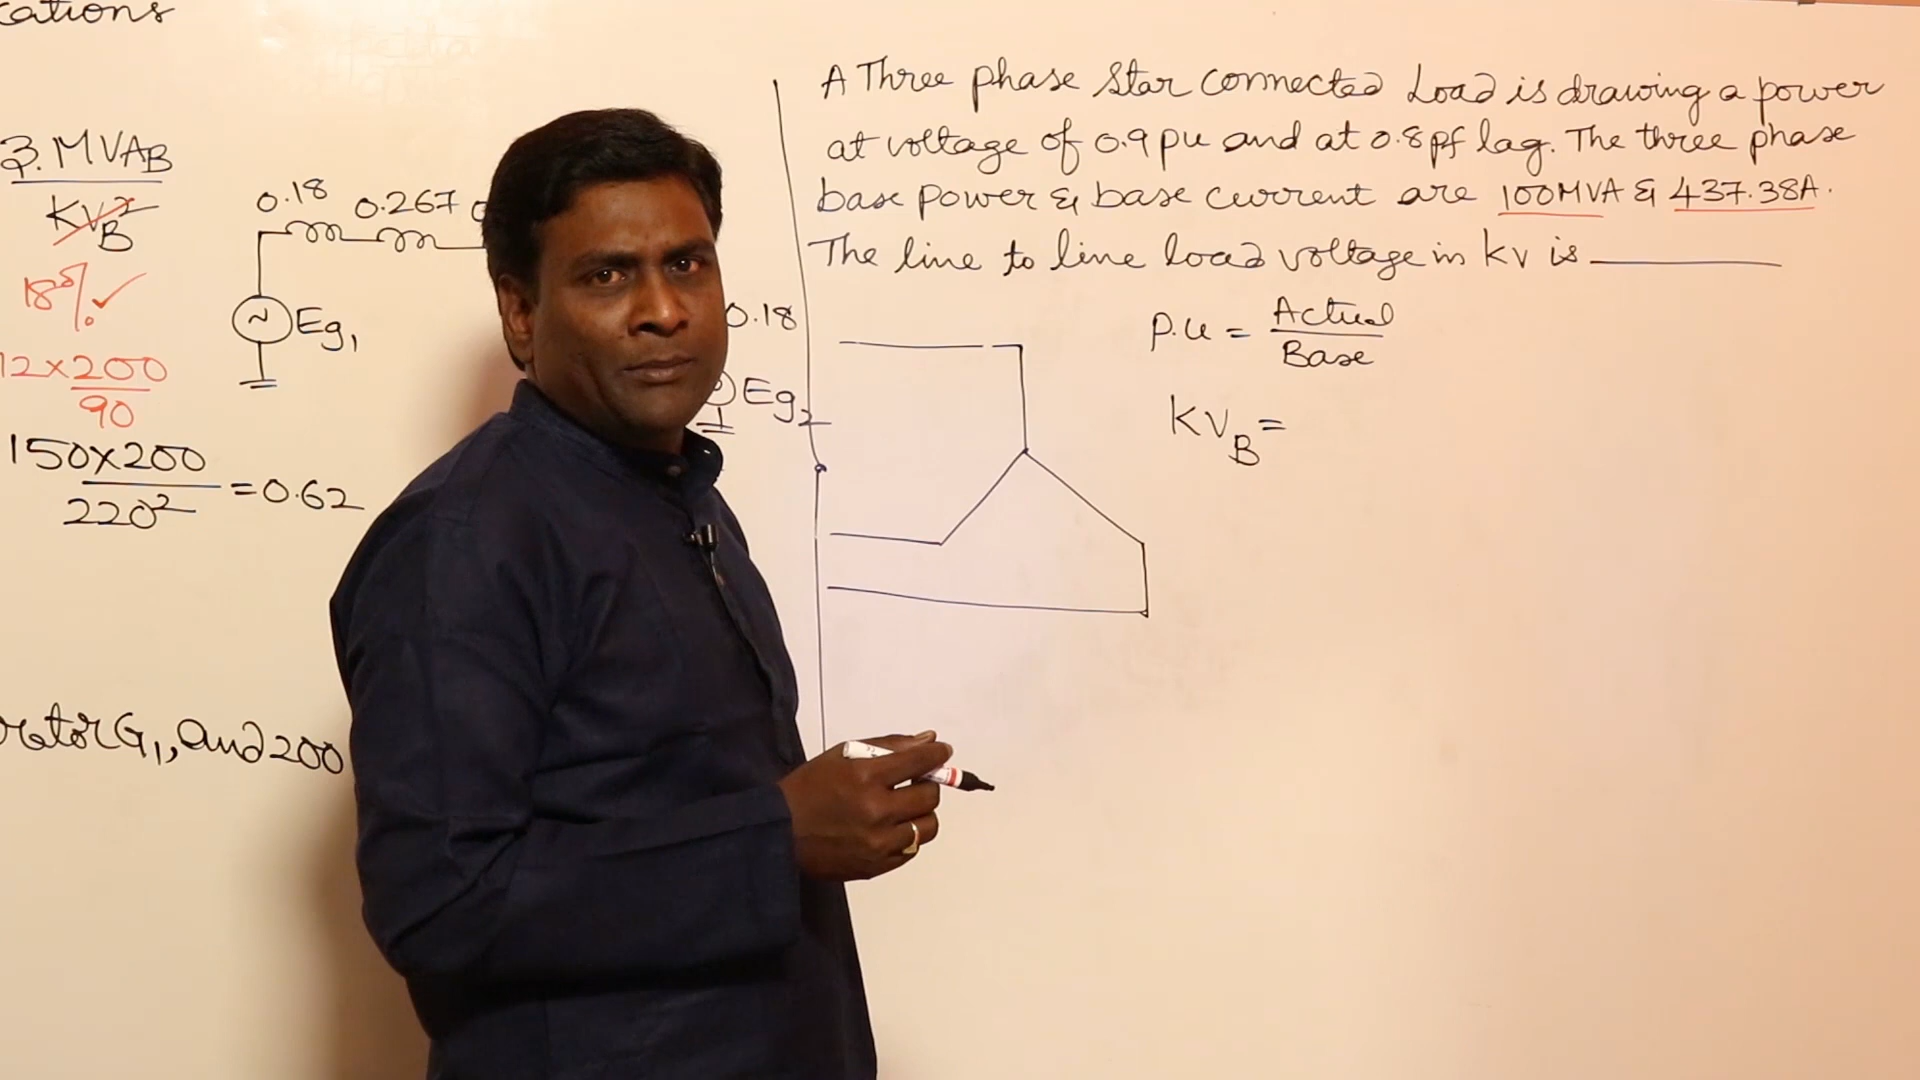 cations
3. MVAB
KV²B
0.18
0.267
18%
12 × 200
90
150×200
220²
=0.62
~
Eg1
0.18
Eg2
rator G1, and 200
A Three phase Star connected Load is drawing a power
at voltage of 0.9 pu and at 0.8 pf lag. The three phase
base power & base current are 100MVA & 437.38A.
The line to line load voltage in kv is ________
P.u = Actual
Base
KVB =